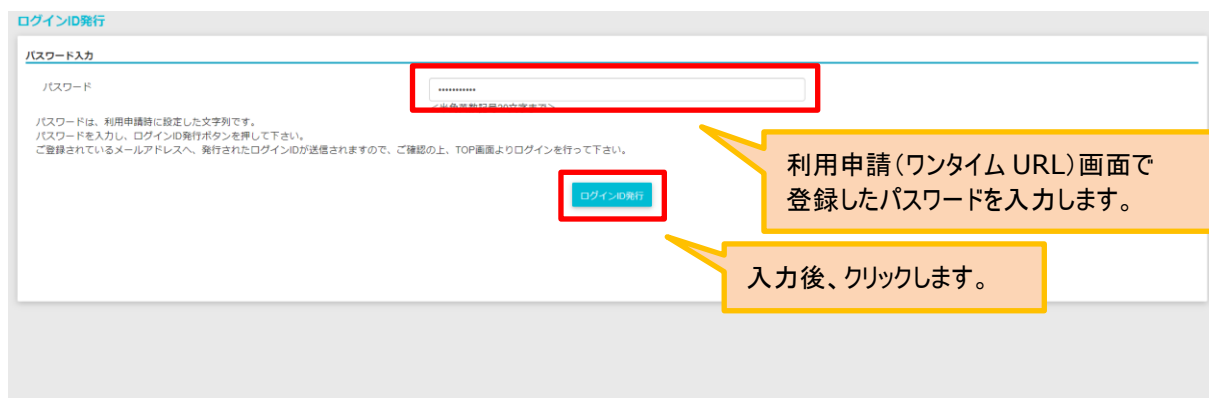 ログインID発行
パスワード入力
パスワード
•••••••••••
パスワードは、利用申請時に設定した文字列です。
パスワードを入力し、ログインID発行ボタンを押して下さい。
ご登録されているメールアドレスへ、発行されたログインIDが送信されますので、ご確認の上、TOP画面よりログインを行って下さい。
利用申請(ワンタイム URL)画面で
登録したパスワードを入力します。
ログインID発行
入力後、クリックします。